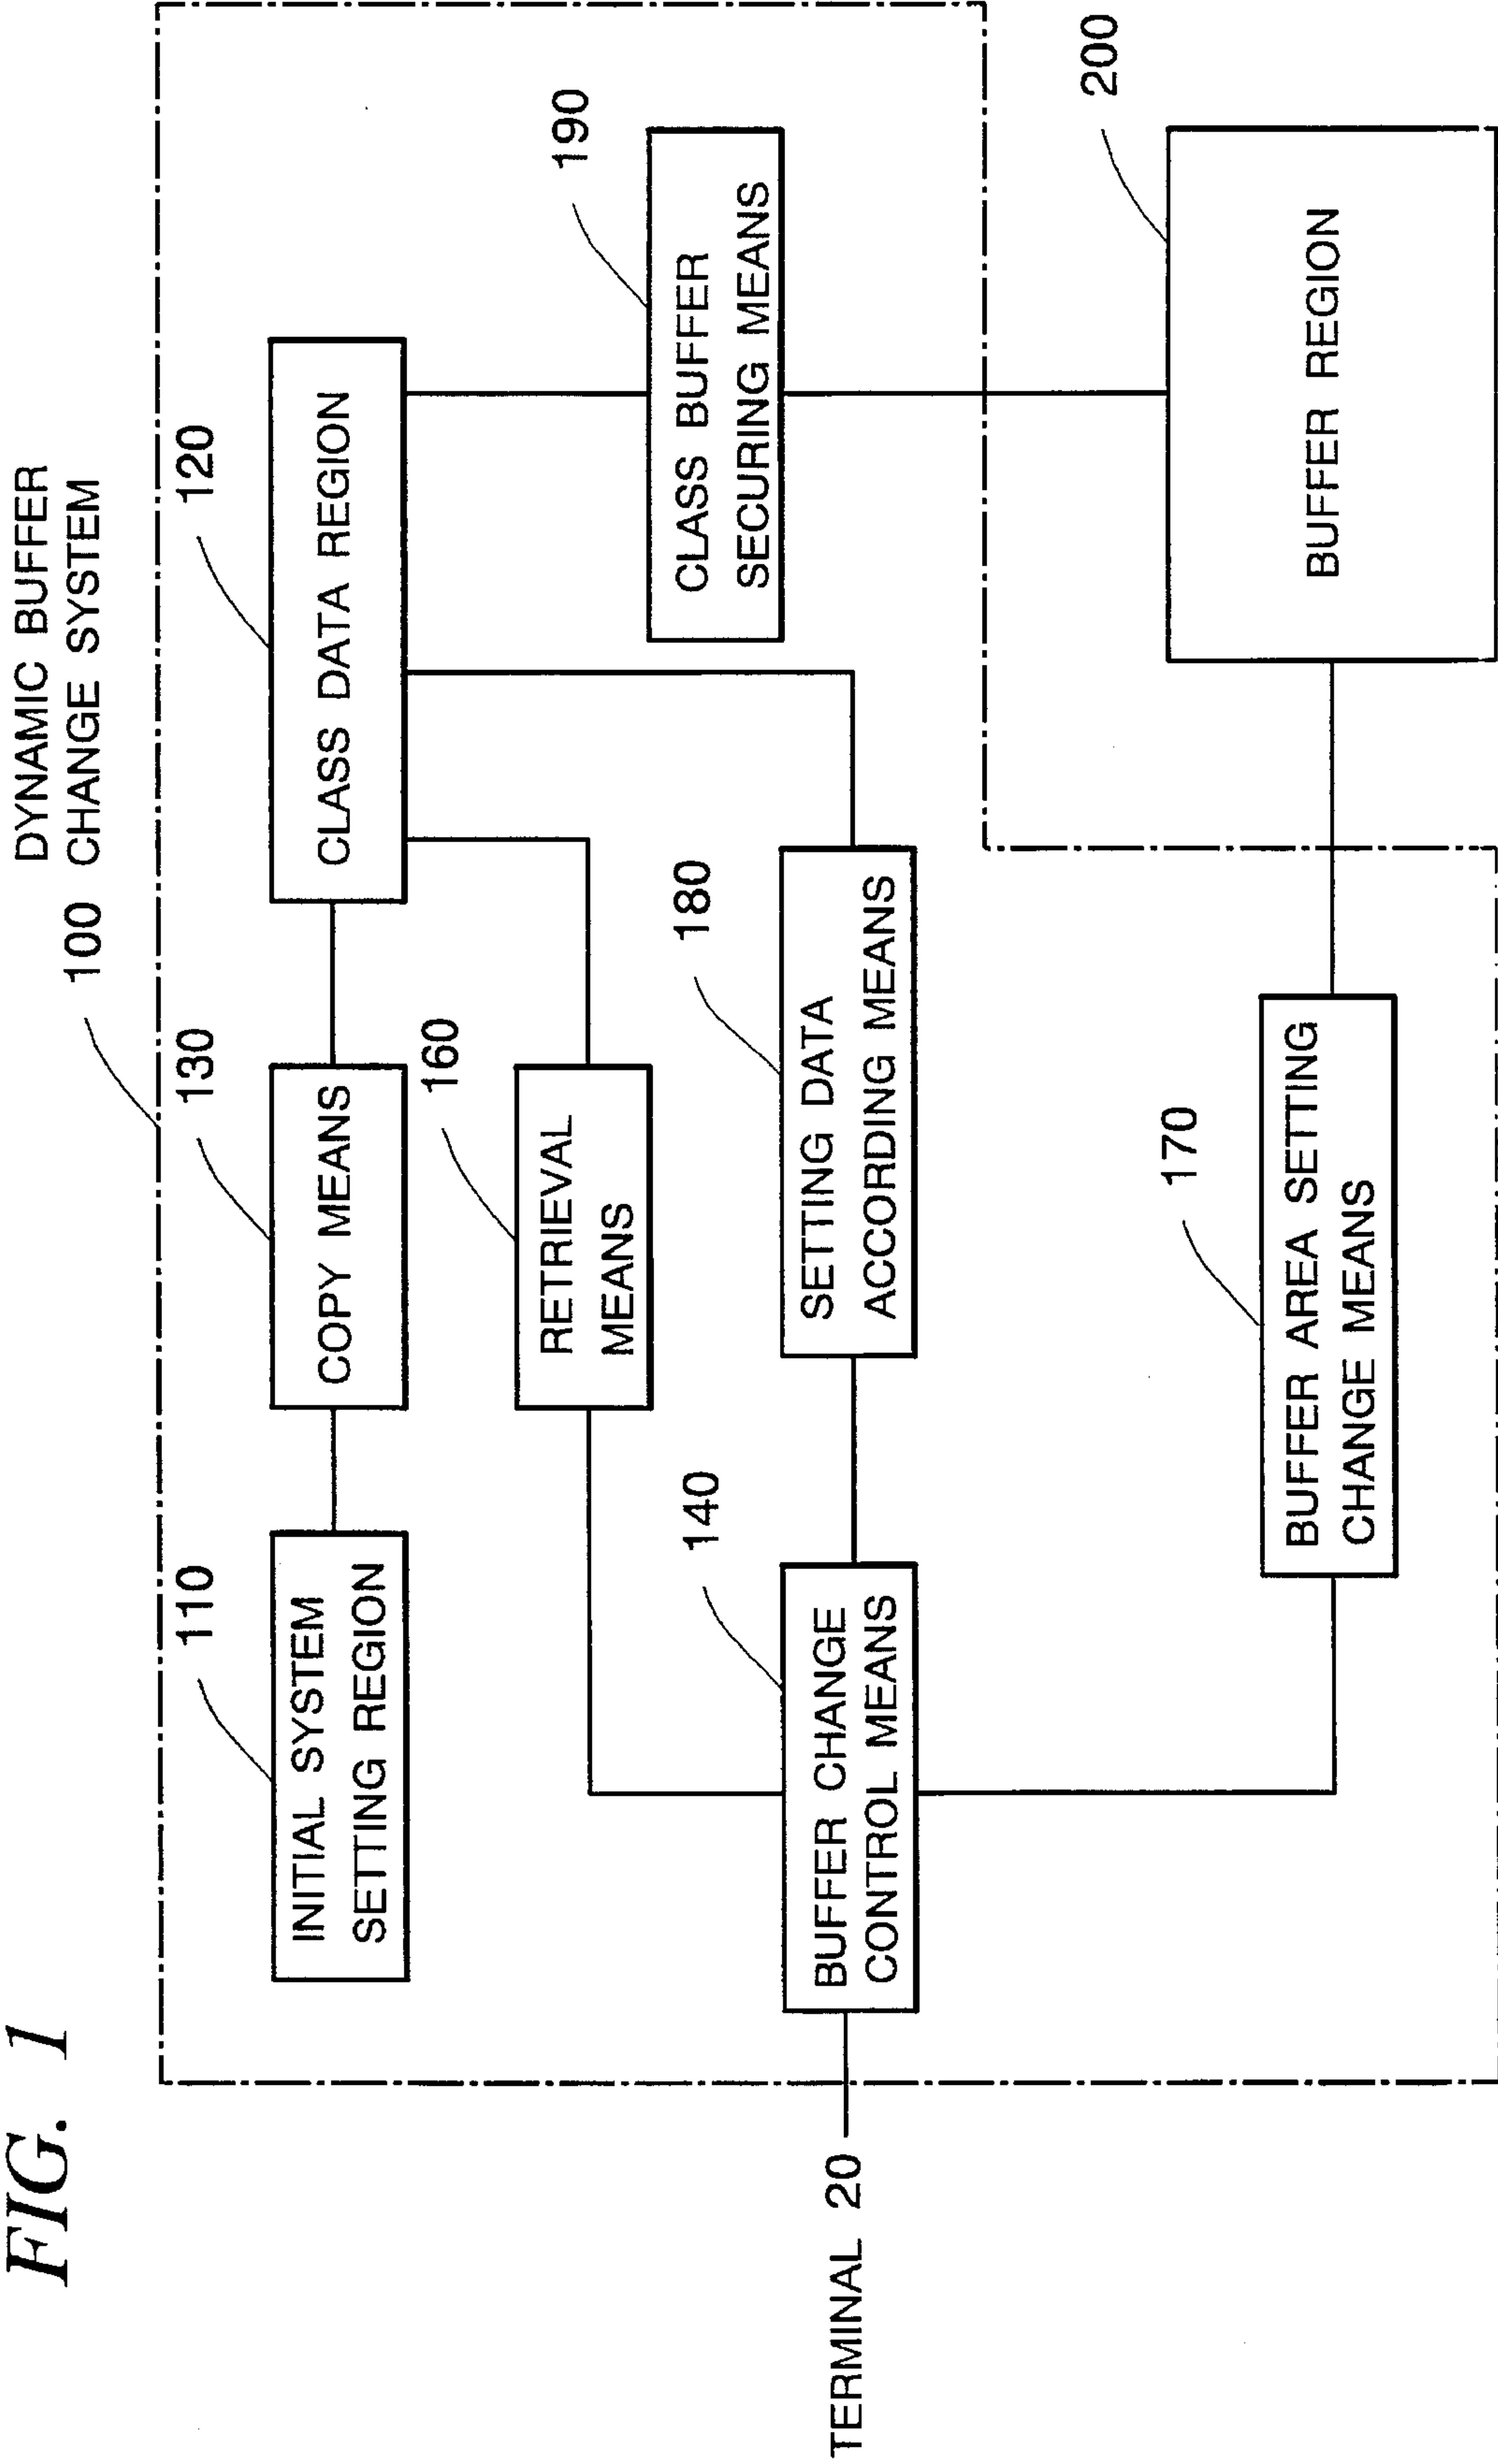 FIG. 1
DYNAMIC BUFFER
100 CHANGE SYSTEM
110
INITIAL SYSTEM
SETTING REGION
130
COPY MEANS
120
CLASS DATA REGION
160
RETRIEVAL
MEANS
190
CLASS BUFFER
SECURING MEANS
TERMINAL 20
140
BUFFER CHANGE
CONTROL MEANS
180
SETTING DATA
ACCORDING MEANS
170
BUFFER AREA SETTING
CHANGE MEANS
200
BUFFER REGION